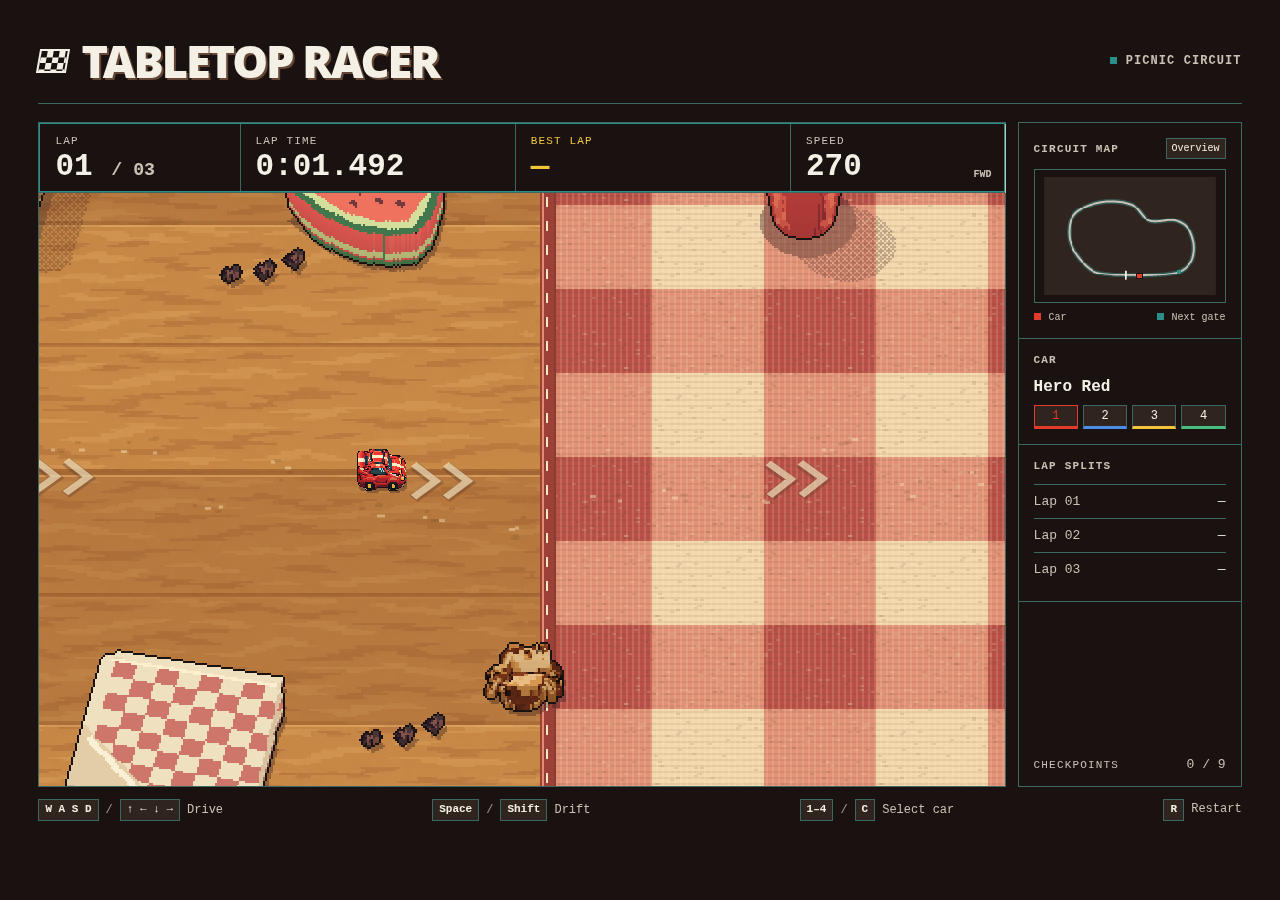 TABLETOP RACER
PICNIC CIRCUIT
LAP
01 / 03
LAP TIME
0:01.492
BEST LAP
—
SPEED
270
FWD
CIRCUIT MAP
Overview
Car
Next gate
CAR
Hero Red
1 2 3 4
LAP SPLITS
Lap 01 —
Lap 02 —
Lap 03 —
CHECKPOINTS 0 / 9
W A S D / ↑ ← ↓ → Drive
Space / Shift Drift
1–4 / C Select car
R Restart